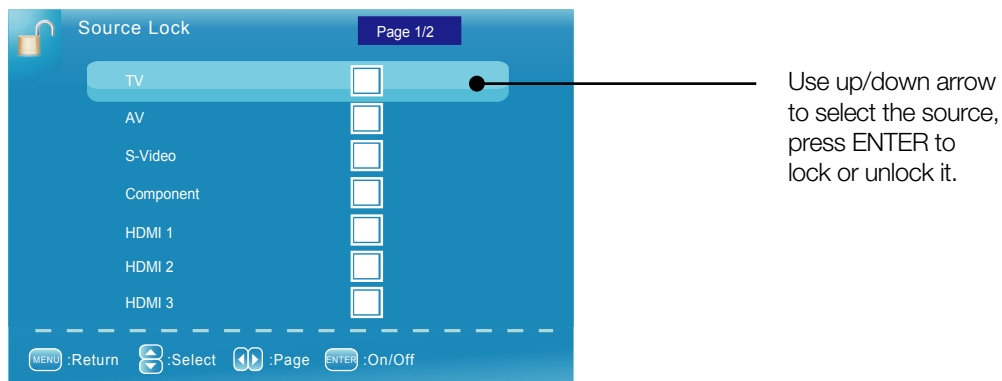 Source Lock
Page 1/2
TV
AV
S-Video
Component
HDMI 1
HDMI 2
HDMI 3
MENU :Return :Select :Page ENTER :On/Off
Use up/down arrow
to select the source,
press ENTER to
lock or unlock it.